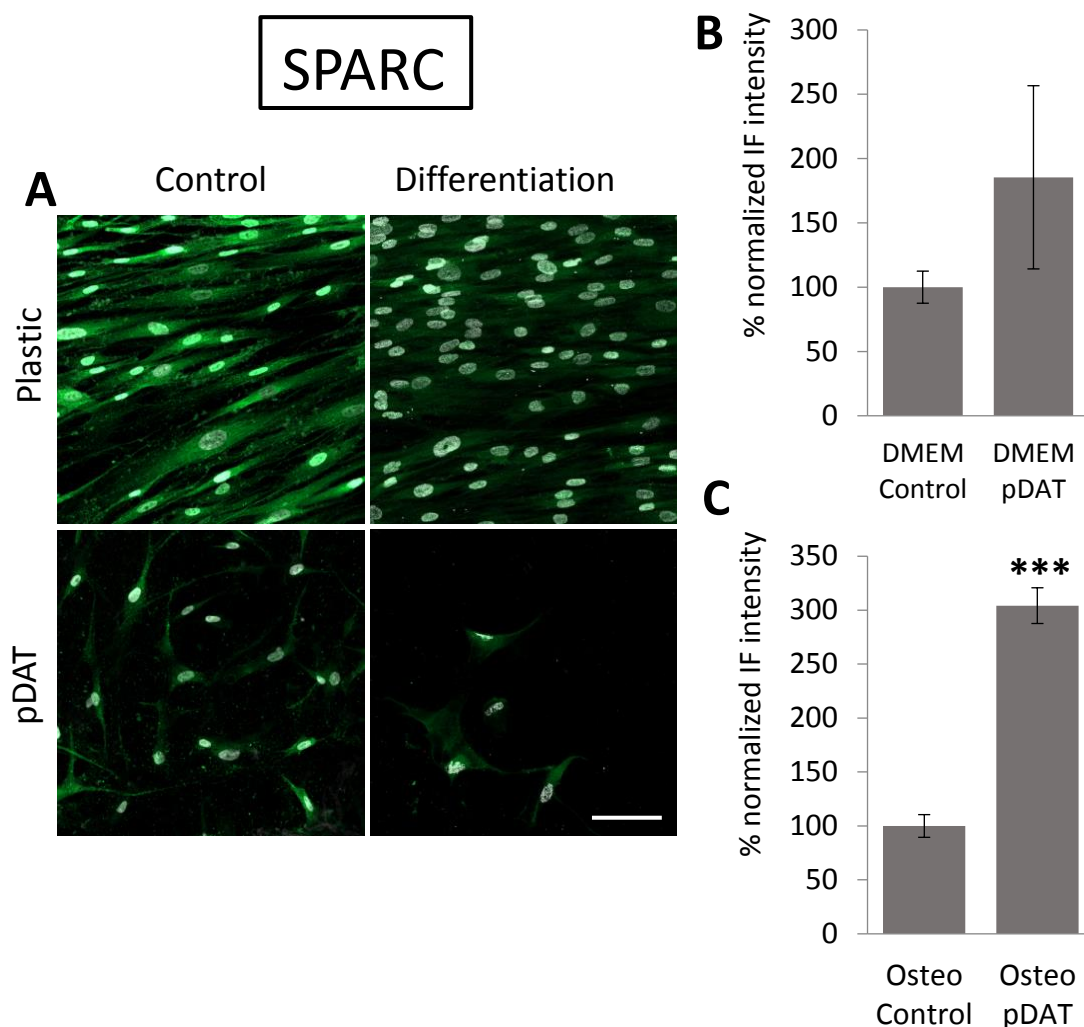 SPARC
A
Control
Differentiation
Plastic
pDAT
B
% normalized IF intensity
300
250
200
150
100
50
0
DMEM
Control
DMEM
pDAT
C
% normalized IF intensity
350
300
250
200
150
100
50
0
***
Osteo
Control
Osteo
pDAT